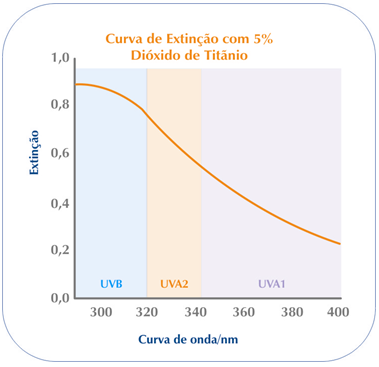 Curva de Extinção com 5%
Dióxido de Titânio
Extinção
1,0
0,8
0,6
0,4
0,2
0,0
UVB
UVA2
UVA1
300
320
340
360
380
400
Curva de onda/nm